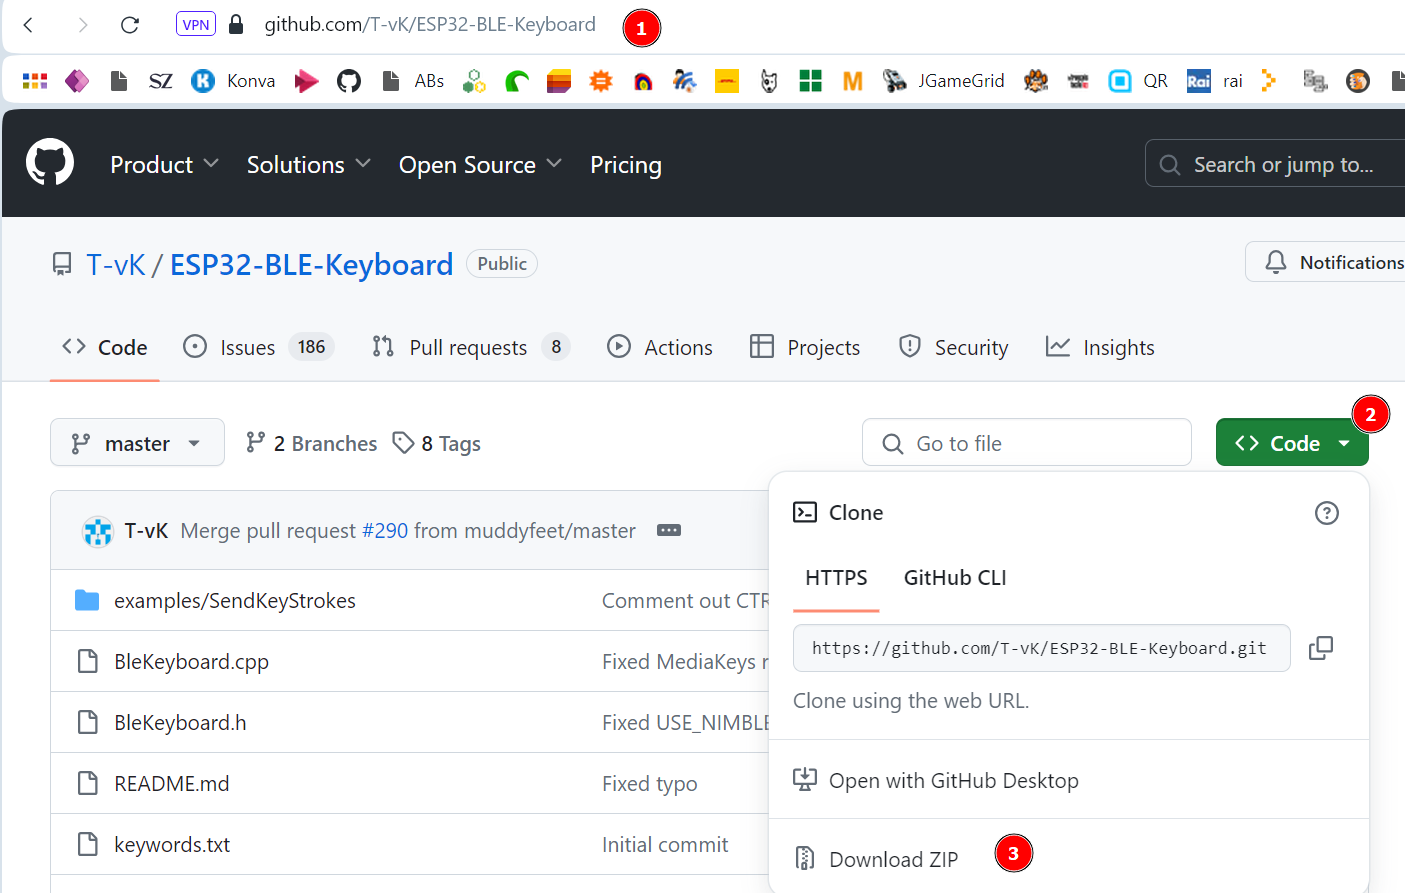 VPN github.com/T-vK/ESP32-BLE-Keyboard 1
SZ K Konva ABs M JGameGrid QR Rai rai
Product Solutions Open Source Pricing Search or jump to...
T-vK / ESP32-BLE-Keyboard Public Notifications
Code Issues 186 Pull requests 8 Actions Projects Security Insights
2
master 2 Branches 8 Tags Go to file Code
Clone
T-vK Merge pull request #290 from muddyfeet/master
HTTPS GitHub CLI
examples/SendKeyStrokes Comment out CTR
https://github.com/T-vK/ESP32-BLE-Keyboard.git
BleKeyboard.cpp Fixed MediaKeys r
Clone using the web URL.
BleKeyboard.h Fixed USE_NIMBLE
README.md Fixed typo
Open with GitHub Desktop
keywords.txt Initial commit
Download ZIP 3